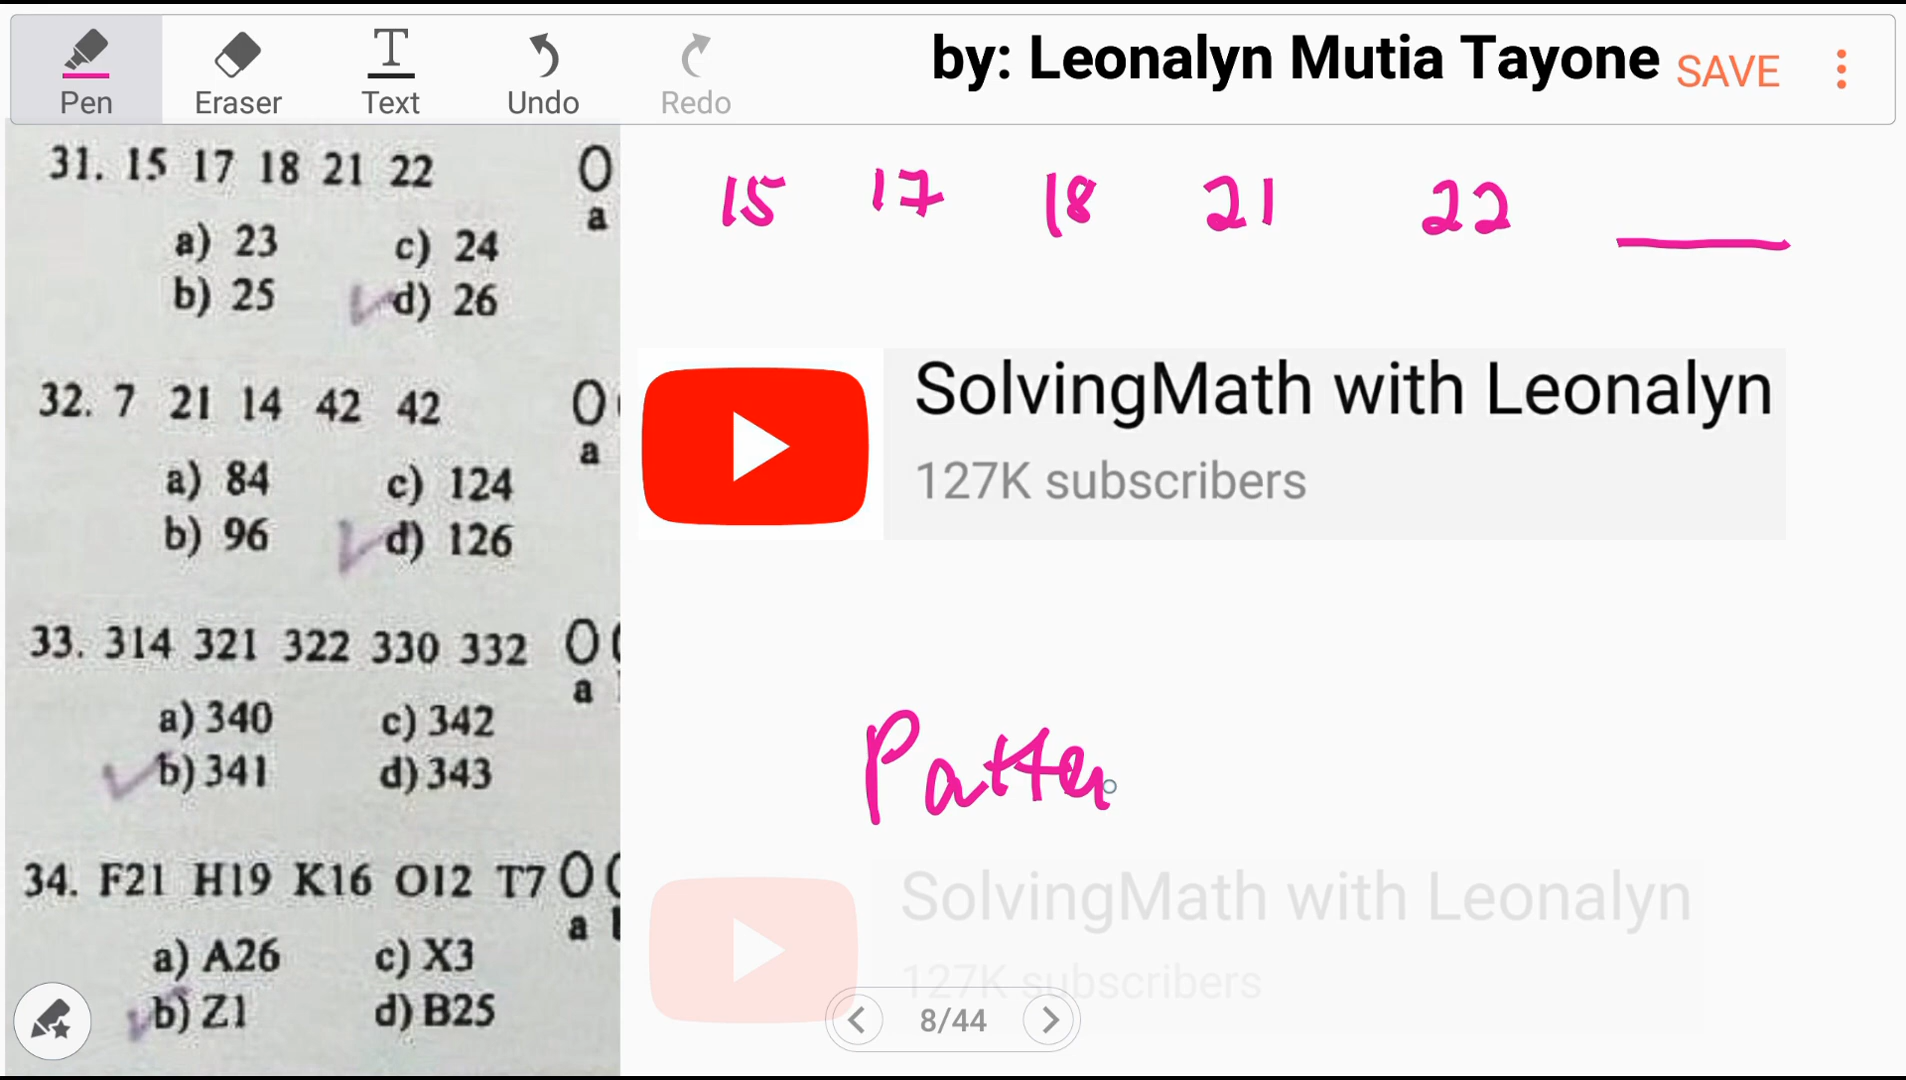 Pen
Eraser
Text
Undo
Redo
by: Leonalyn Mutia Tayone
SAVE
31. 15 17 18 21 22 O
a
a) 23 c) 24
b) 25 d) 26
32. 7 21 14 42 42 O
a
a) 84 c) 124
b) 96 d) 126
33. 314 321 322 330 332 O
a
a) 340 c) 342
b) 341 d) 343
34. F21 H19 K16 O12 T7 O
a
a) A26 c) X3
b) Z1 d) B25
15 17 18 21 22
SolvingMath with Leonalyn
127K subscribers
Patter
SolvingMath with Leonalyn
127K subscribers
8/44